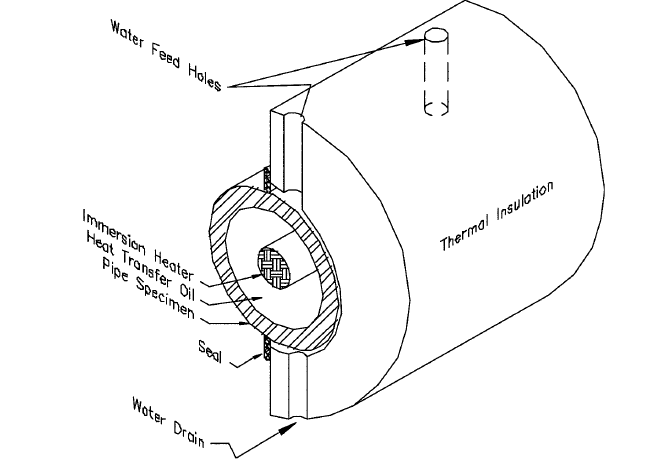 Water Feed Holes
Thermal Insulation
Immersion Heater
Heat Transfer Oil
Pipe Specimen
Seal
Water Drain